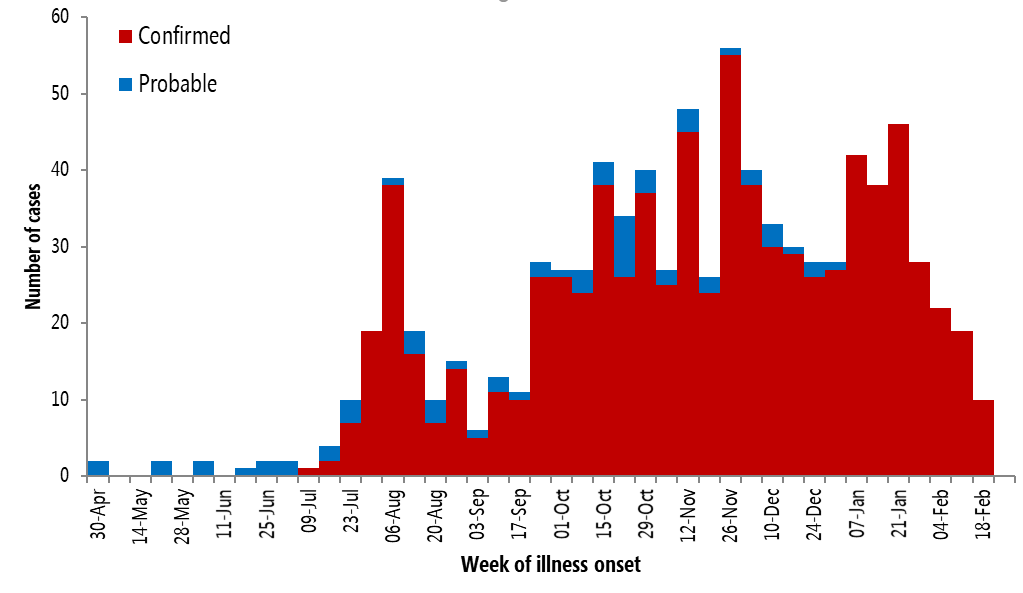 60
Confirmed
Probable
50
40
30
20
10
0
Number of cases
30-Apr
14-May
28-May
11-Jun
25-Jun
09-Jul
23-Jul
06-Aug
20-Aug
03-Sep
17-Sep
01-Oct
15-Oct
29-Oct
12-Nov
26-Nov
10-Dec
24-Dec
07-Jan
21-Jan
04-Feb
18-Feb
Week of illness onset